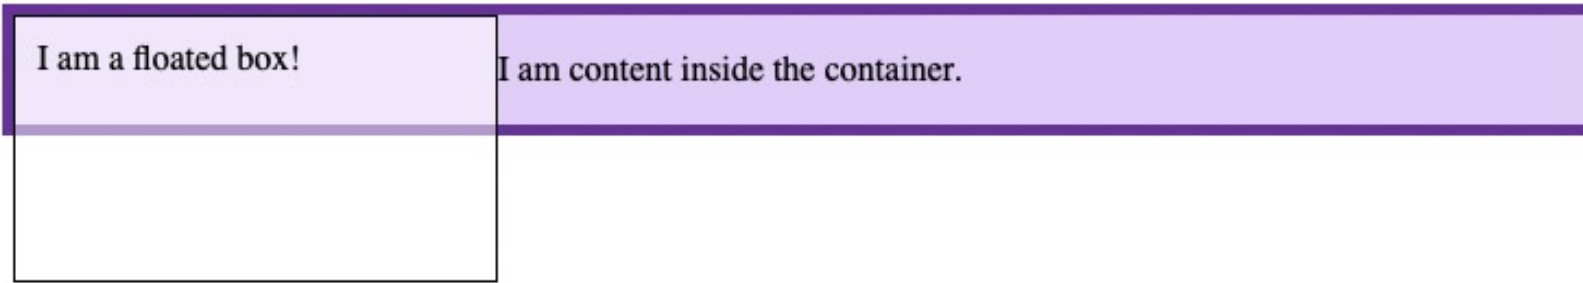 I am a floated box!
I am content inside the container.